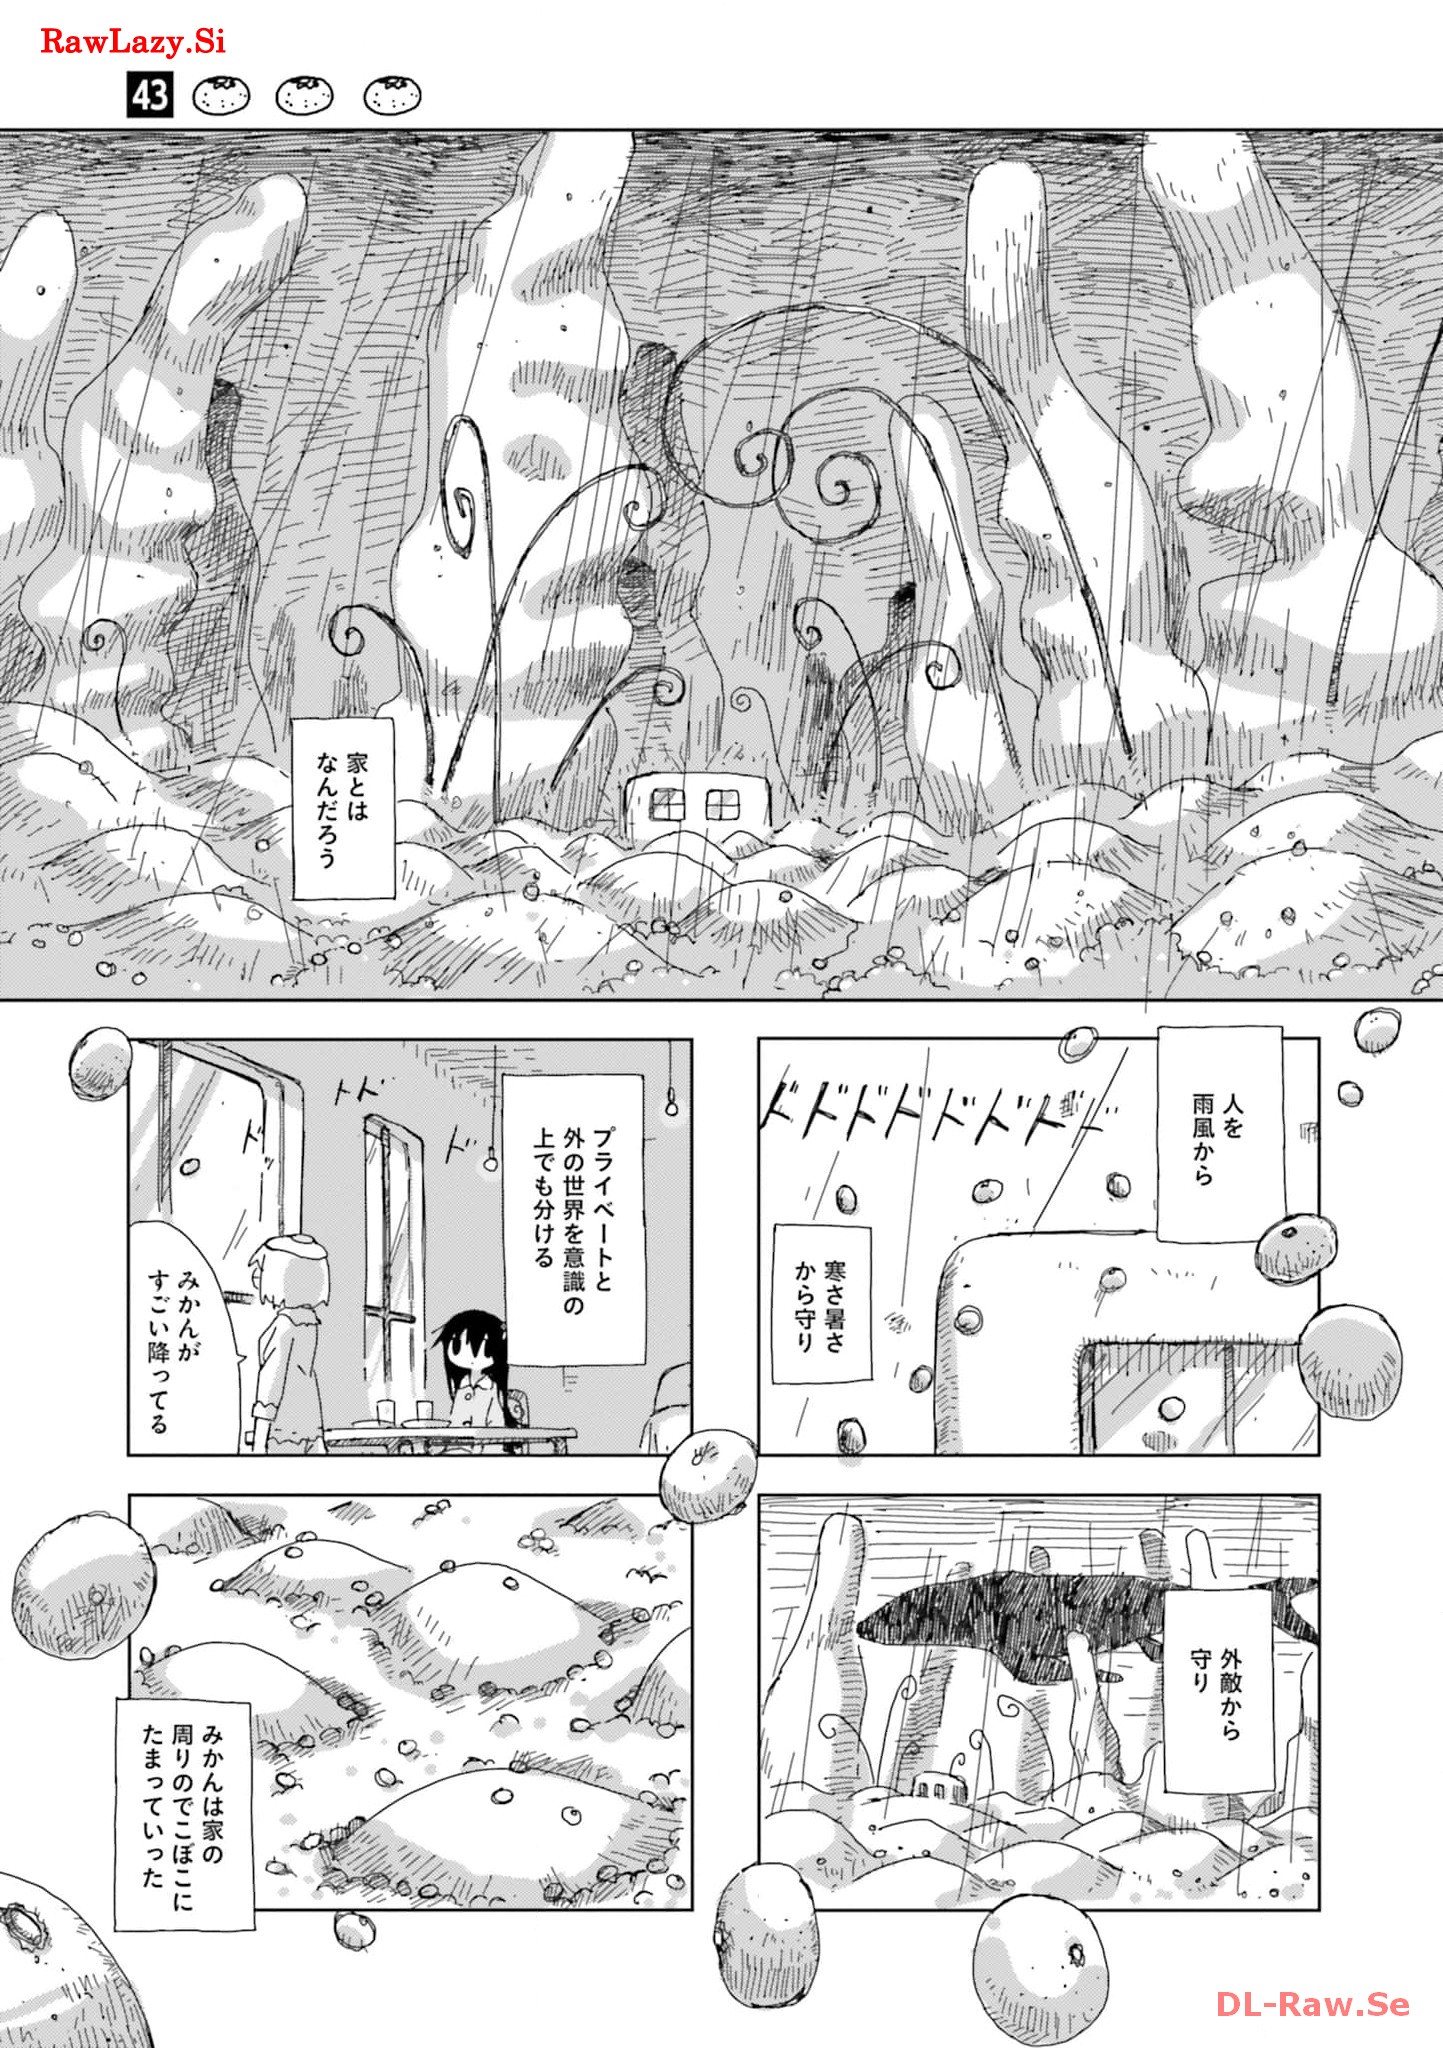 RawLazy.Si
43
家とは
なんだろう
人を
雨風から
ドドドドドドド
寒さ暑さ
から守り
プライベートと
外の世界を意識の
上でも分ける
ドド
ド
ドッ
みかんが
すごい降ってる
外敵から
守り
みかんは家の
周りのでこぼこに
たまっていった
DL-Raw.Se